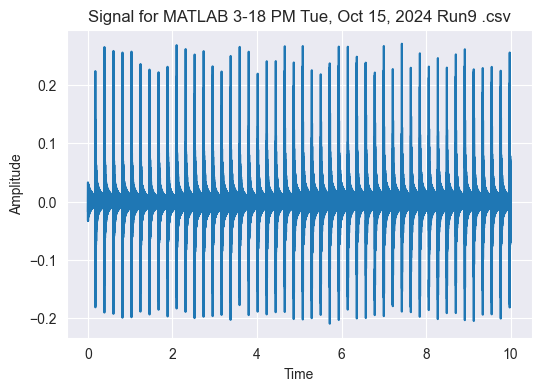 Signal for MATLAB 3-18 PM Tue, Oct 15, 2024 Run9 .csv
Amplitude
0.2
0.1
0.0
−0.1
−0.2
0 2 4 6 8 10
Time